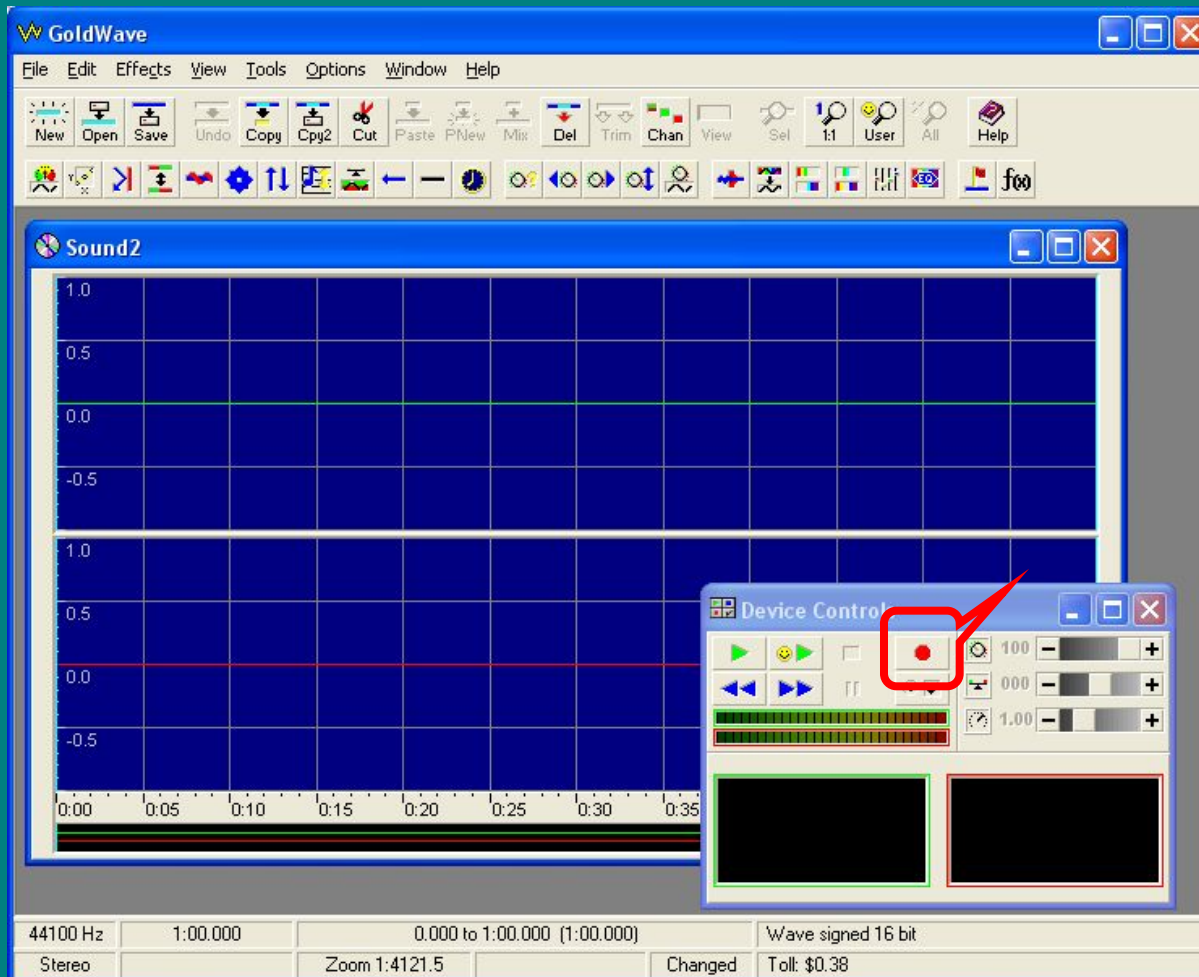 GoldWave
File Edit Effects View Tools Options Window Help
New Open Save Undo Copy Cpy2 Cut Paste PNew Mix Del Trim Chan View Sel 1:1 User All Help
f(x)
Sound2
1.0
0.5
0.0
-0.5
1.0
0.5
0.0
-0.5
0:00 0:05 0:10 0:15 0:20 0:25 0:30 0:35
Device Controls
100
000
1.00
44100 Hz 1:00.000 0.000 to 1:00.000 (1:00.000) Wave signed 16 bit
Stereo Zoom 1:4121.5 Changed Toll: $0.38